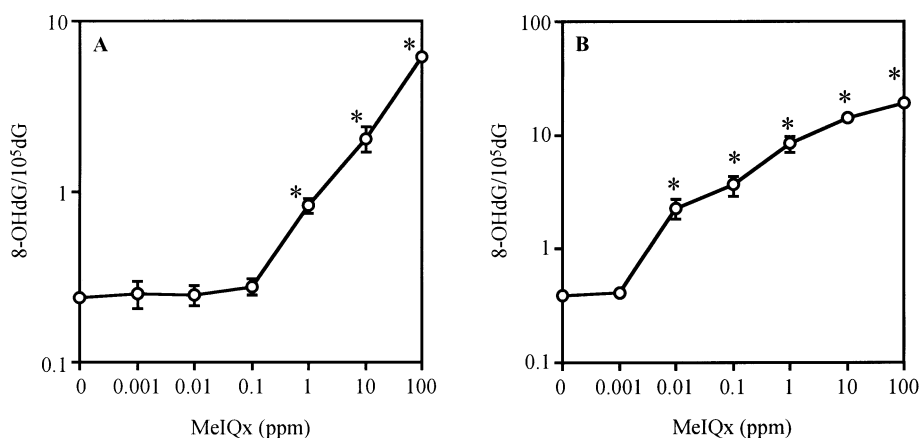 A
10
1
0.1
8-OHdG/10⁵dG
* * *
0 0.001 0.01 0.1 1 10 100
MeIQx (ppm)
B
100
10
1
0.1
8-OHdG/10⁵dG
* * * * *
0 0.001 0.01 0.1 1 10 100
MeIQx (ppm)